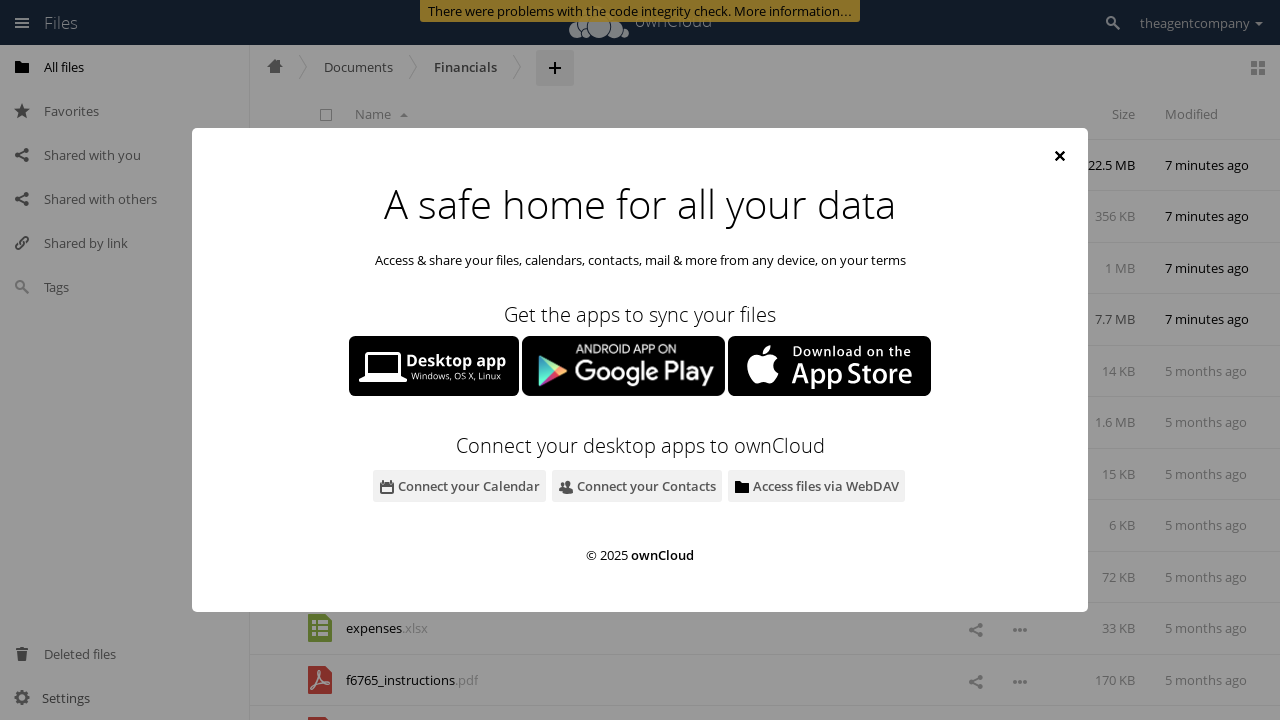 There were problems with the code integrity check. More information…
Files
ownCloud
theagentcompany
All files
Documents
Financials
Favorites
Name
Size
Modified
Shared with you
22.5 MB
7 minutes ago
Shared with others
356 KB
7 minutes ago
Shared by link
1 MB
7 minutes ago
Tags
7.7 MB
7 minutes ago
14 KB
5 months ago
1.6 MB
5 months ago
15 KB
5 months ago
6 KB
5 months ago
72 KB
5 months ago
A safe home for all your data
Access & share your files, calendars, contacts, mail & more from any device, on your terms
Get the apps to sync your files
Desktop app
Windows, OS X, Linux
ANDROID APP ON
Google Play
Download on the
App Store
Connect your desktop apps to ownCloud
Connect your Calendar
Connect your Contacts
Access files via WebDAV
© 2025 ownCloud
expenses.xlsx
33 KB
5 months ago
Deleted files
f6765_instructions.pdf
170 KB
5 months ago
Settings